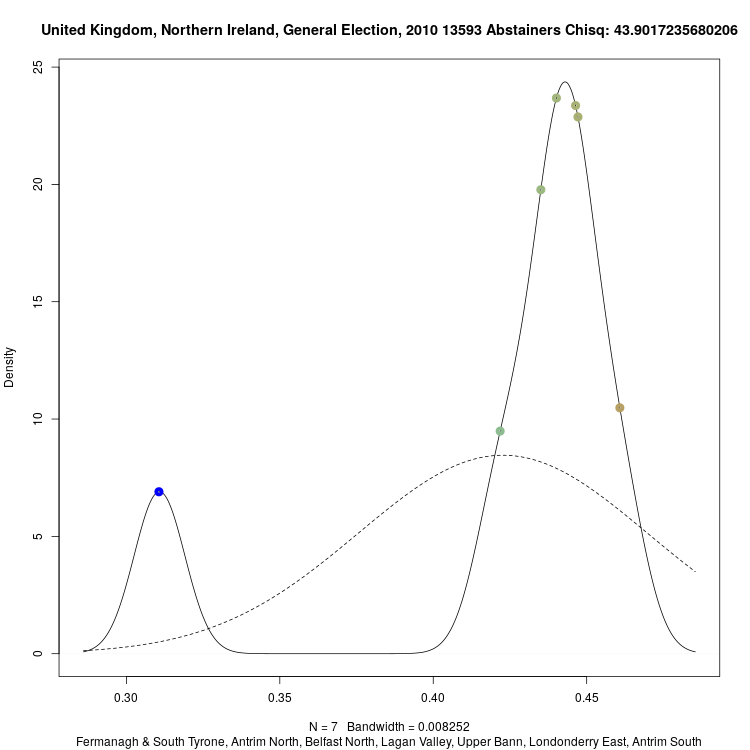 United Kingdom, Northern Ireland, General Election, 2010 13593 Abstainers Chisq: 43.9017235680206
25
20
15
10
5
0
Density
0.30 0.35 0.40 0.45
N = 7 Bandwidth = 0.008252
Fermanagh & South Tyrone, Antrim North, Belfast North, Lagan Valley, Upper Bann, Londonderry East, Antrim South